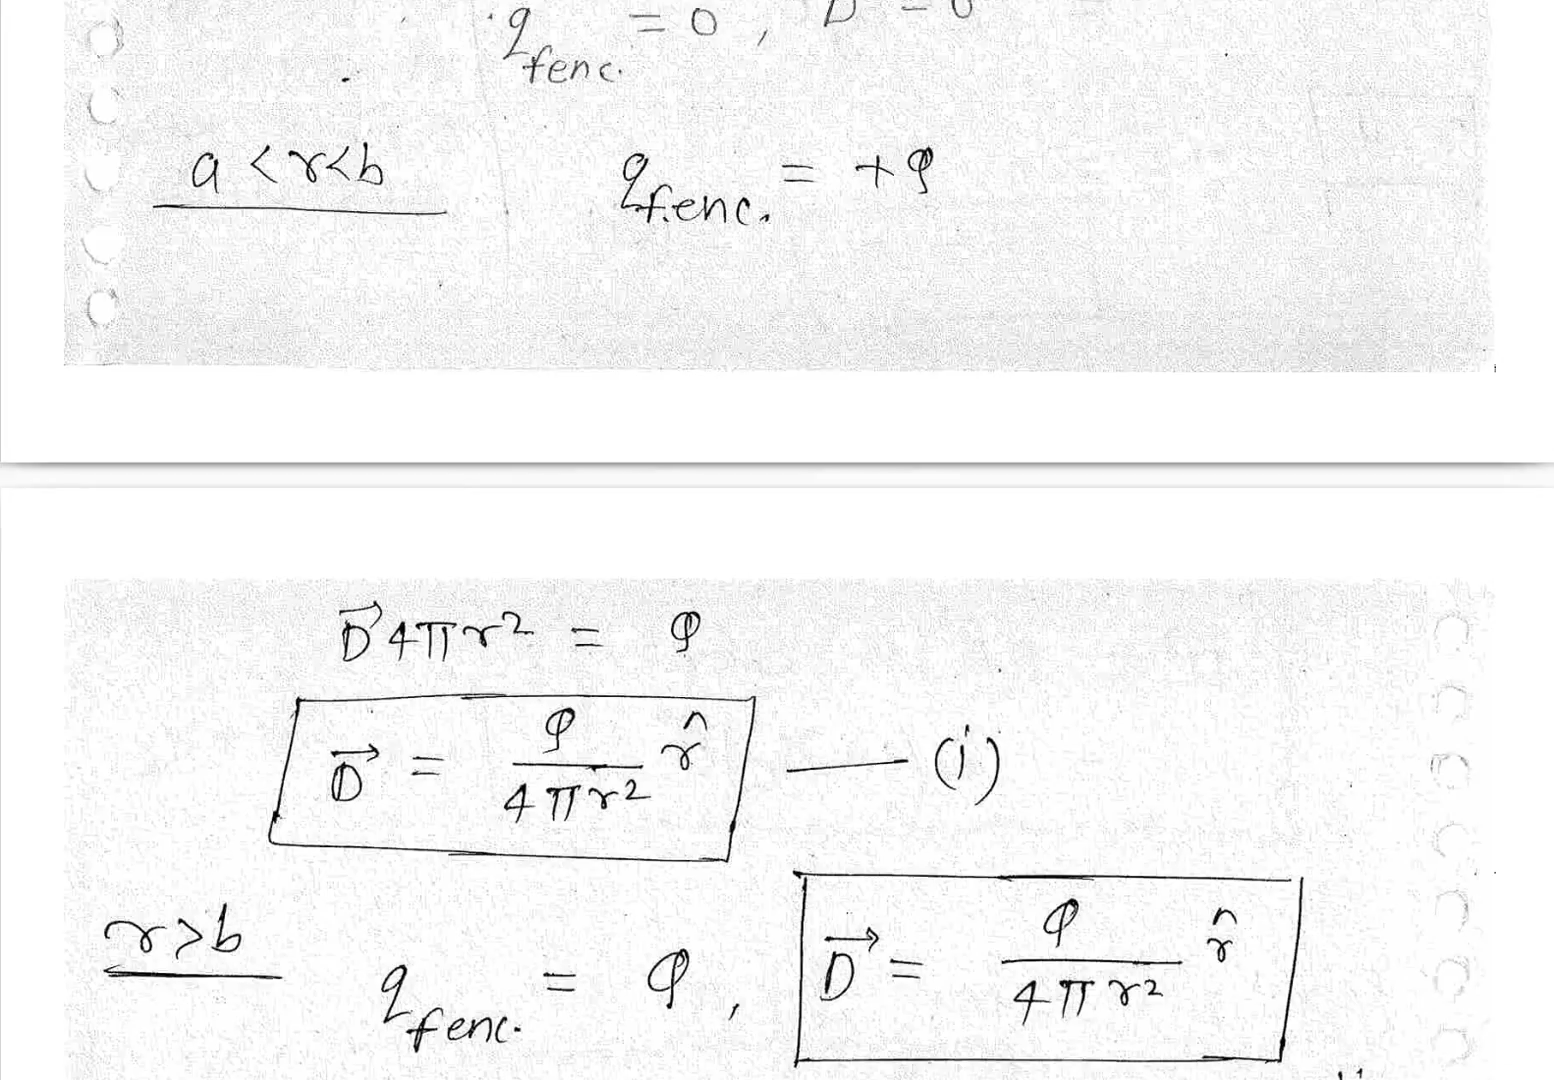 q_fenc. = 0, D = 0
a < r < b q_f.enc. = +Q
D⃗ 4πr² = Q
D⃗ = Q / 4πr² r̂ —— (i)
r > b q_fenc. = Q, D⃗ = Q / 4πr² r̂